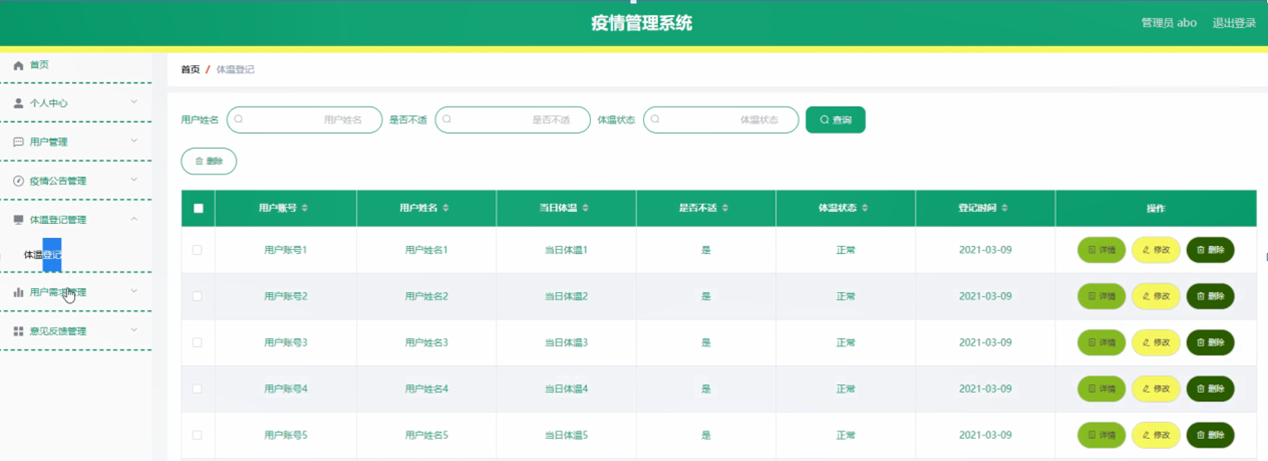 疫情管理系统
管理员 abo 退出登录
首页
个人中心
用户管理
疫情公告管理
体温登记管理
体温登记
用户需求管理
意见反馈管理
首页 / 体温登记
用户姓名 用户姓名 是否不适 是否不适 体温状态 体温状态 查询
删除
用户账号 用户姓名 当日体温 是否不适 体温状态 登记时间 操作
用户账号1 用户姓名1 当日体温1 是 正常 2021-03-09 详情 修改 删除
用户账号2 用户姓名2 当日体温2 是 正常 2021-03-09 详情 修改 删除
用户账号3 用户姓名3 当日体温3 是 正常 2021-03-09 详情 修改 删除
用户账号4 用户姓名4 当日体温4 是 正常 2021-03-09 详情 修改 删除
用户账号5 用户姓名5 当日体温5 是 正常 2021-03-09 详情 修改 删除